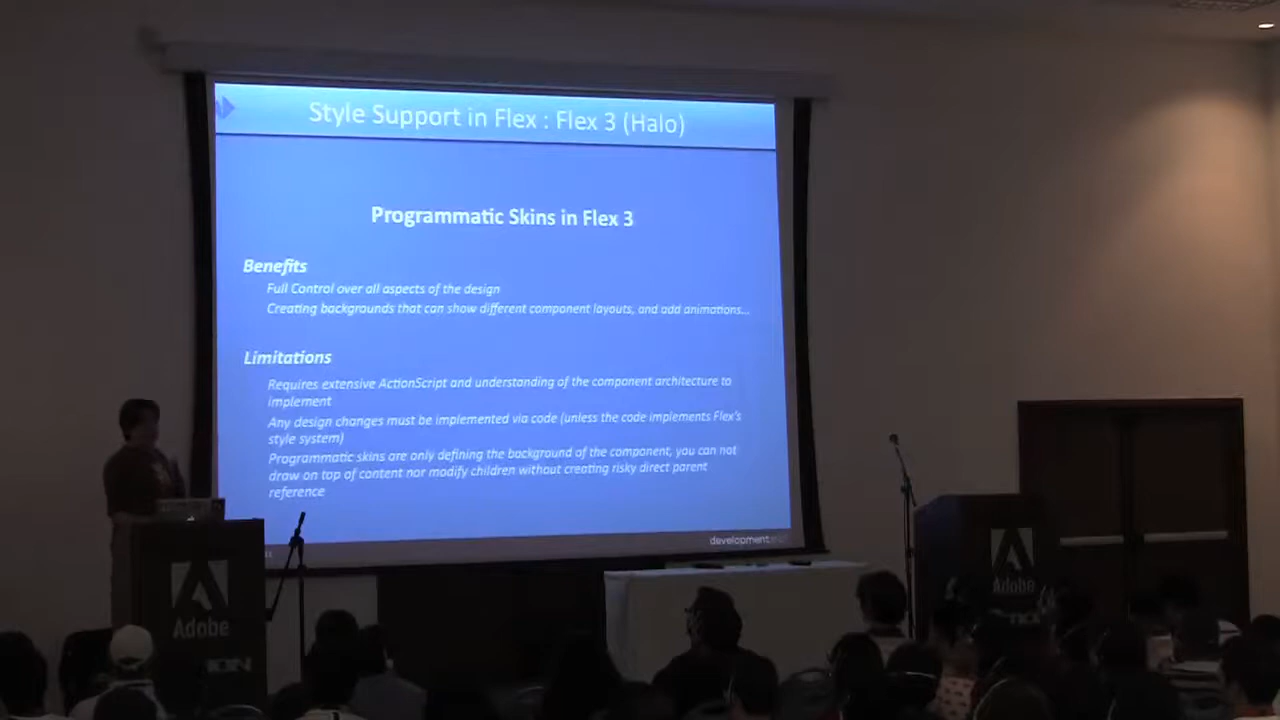 Style Support in Flex : Flex 3 (Halo)
Programmatic Skins in Flex 3
Benefits
Full Control over all aspects of the design
Creating backgrounds that can show different component layouts, and add animations...
Limitations
Requires extensive ActionScript and understanding of the component architecture to
implement
Any design changes must be implemented via code (unless the code implements Flex's
style system)
Programmatic skins are only defining the background of the component, you can not
draw on top of content nor modify children without creating risky direct parent
reference
development
Adobe
Adobe